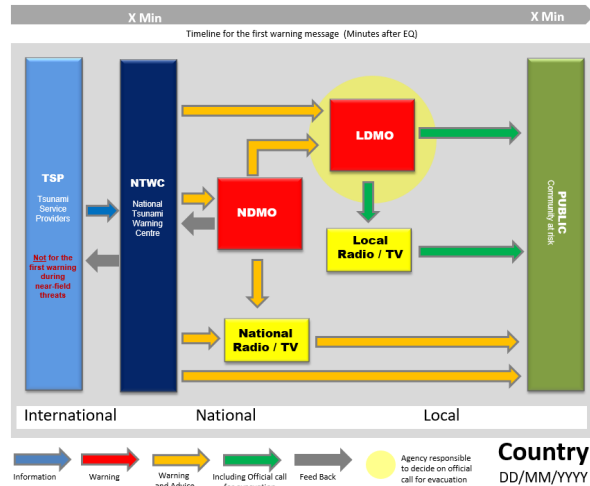 X Min
X Min
Timeline for the first warning message  (Minutes after EQ)
TSP
Tsunami
Service
Providers
Not for the
first warning
during
near-field
threats
NTWC
National
Tsunami
Warning
Centre
NDMO
LDMO
Local
Radio / TV
National
Radio / TV
PUBLIC
Community at risk
International
National
Local
Information
Warning
Warning
and Advice
Including Official call
Feed Back
Agency responsible
to decide on official
call for evacuation
Country
DD/MM/YYYY